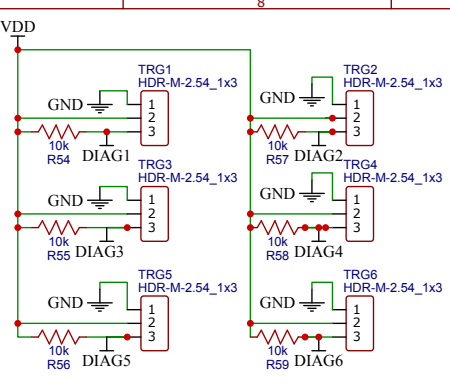 8
VDD
TRG1
HDR-M-2.54_1x3
GND
1
2
3
10k
R54
DIAG1
TRG2
HDR-M-2.54_1x3
GND
1
2
3
10k
R57
DIAG2
TRG3
HDR-M-2.54_1x3
GND
1
2
3
10k
R55
DIAG3
TRG4
HDR-M-2.54_1x3
GND
1
2
3
10k
R58
DIAG4
TRG5
HDR-M-2.54_1x3
GND
1
2
3
10k
R56
DIAG5
TRG6
HDR-M-2.54_1x3
GND
1
2
3
10k
R59
DIAG6